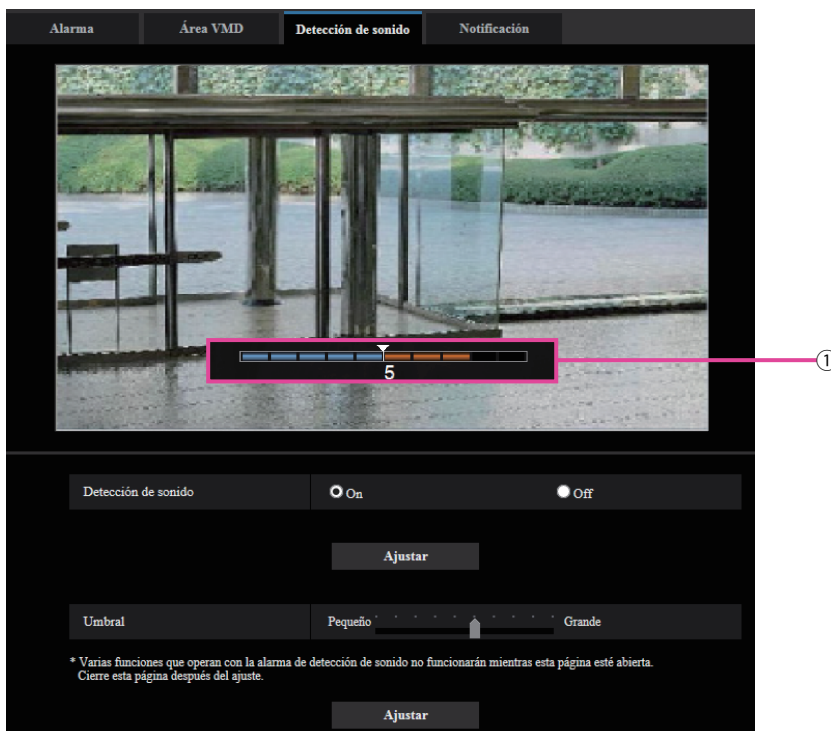 Alarma Área VMD Detección de sonido Notificación
5
①
Detección de sonido On Off
Ajustar
Umbral Pequeño Grande
* Varias funciones que operan con la alarma de detección de sonido no funcionarán mientras esta página esté abierta.
Cierre esta página después del ajuste.
Ajustar